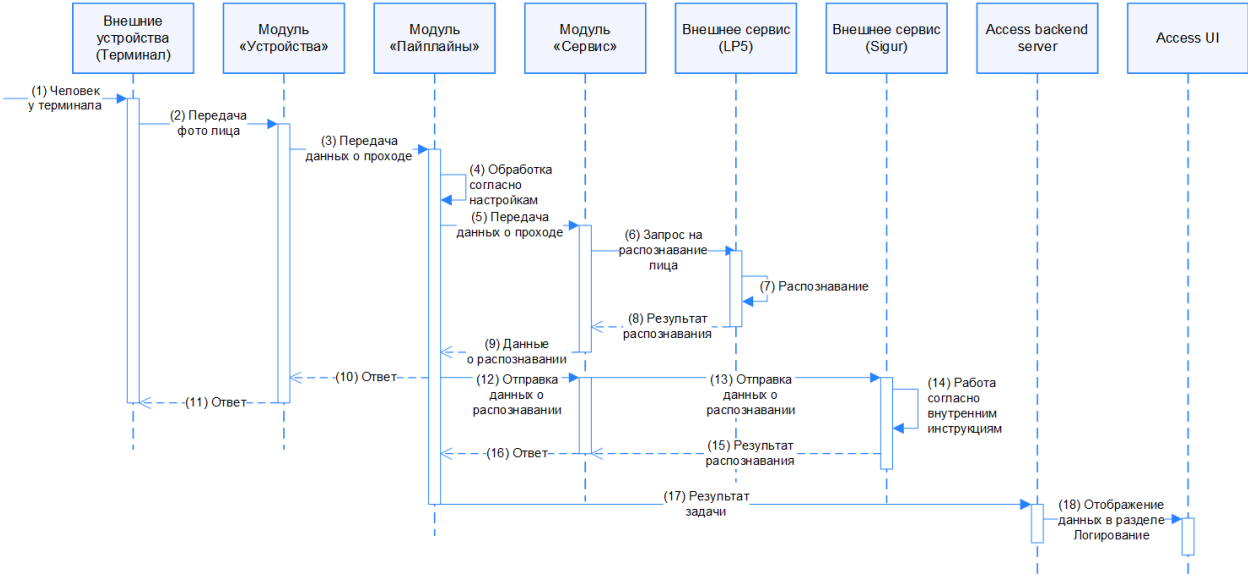 Внешние
устройства
(Терминал)
Модуль
«Устройства»
Модуль
«Пайплайны»
Модуль
«Сервис»
Внешнее сервис
(LP5)
Внешнее сервис
(Sigur)
Access backend
server
Access UI
(1) Человек
у терминала
(2) Передача
фото лица
(3) Передача
данных о проходе
(4) Обработка
согласно
настройкам
(5) Передача
данных о проходе
(6) Запрос на
распознавание
лица
(7) Распознавание
(8) Результат
распознавания
(9) Данные
о распознавании
(10) Ответ
(11) Ответ
(12) Отправка
данных о
распознавании
(13) Отправка
данных о
распознавании
(14) Работа
согласно
внутренним
инструкциям
(15) Результат
распознавания
(16) Ответ
(17) Результат
задачи
(18) Отображение
данных в разделе
Логирование